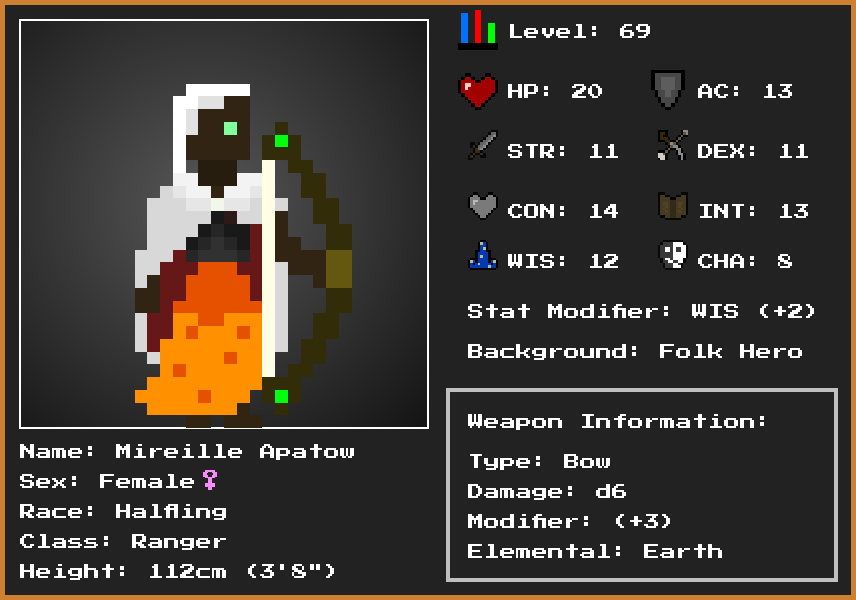 Level: 69
HP: 20
AC: 13
STR: 11
DEX: 11
CON: 14
INT: 13
WIS: 12
CHA: 8
Stat Modifier: WIS (+2)
Background: Folk Hero
Weapon Information:
Type: Bow
Damage: d6
Modifier: (+3)
Elemental: Earth
Name: Mireille Apatow
Sex: Female♀
Race: Halfling
Class: Ranger
Height: 112cm (3'8")